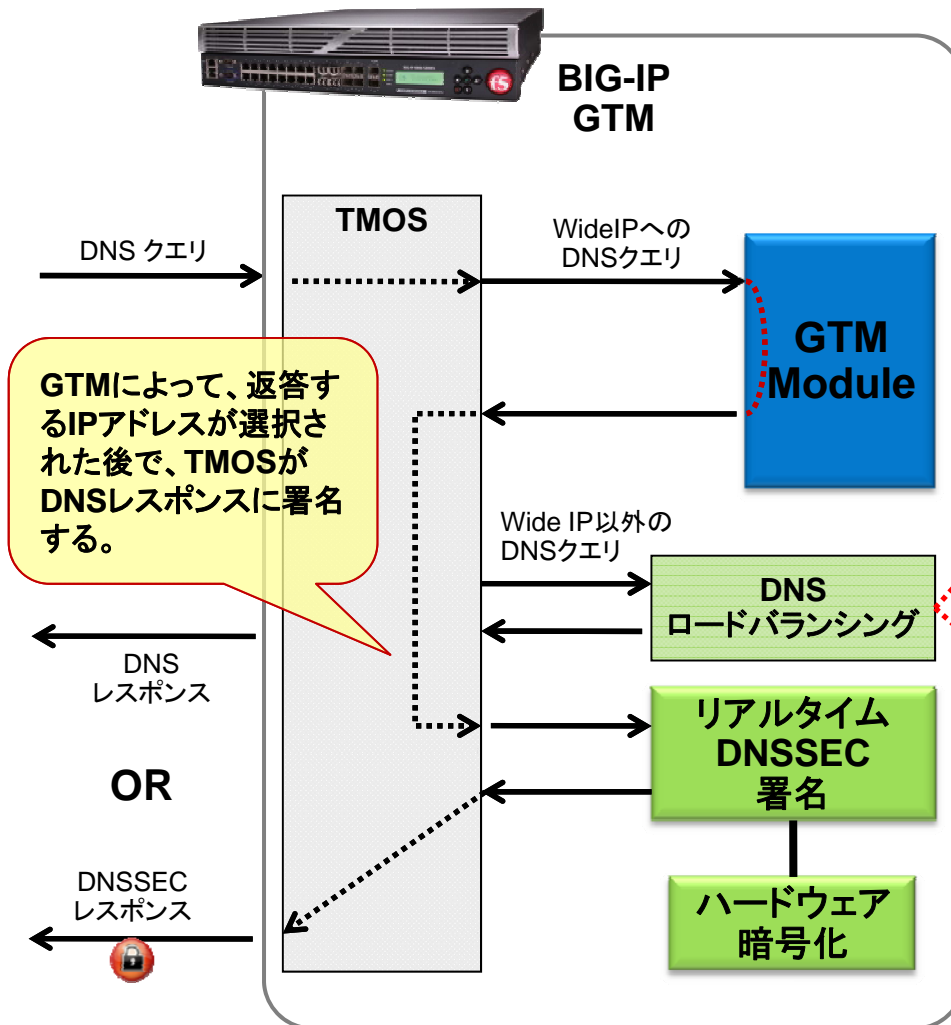 f5
BIG-IP
GTM
TMOS
DNS クエリ
WideIPへの
DNSクエリ
GTM
Module
GTMによって、返答す
るIPアドレスが選択さ
れた後で、TMOSが
DNSレスポンスに署名
する。
Wide IP以外の
DNSクエリ
DNS
ロードバランシング
DNS
レスポンス
リアルタイム
DNSSEC
署名
OR
DNSSEC
レスポンス
ハードウェア
暗号化